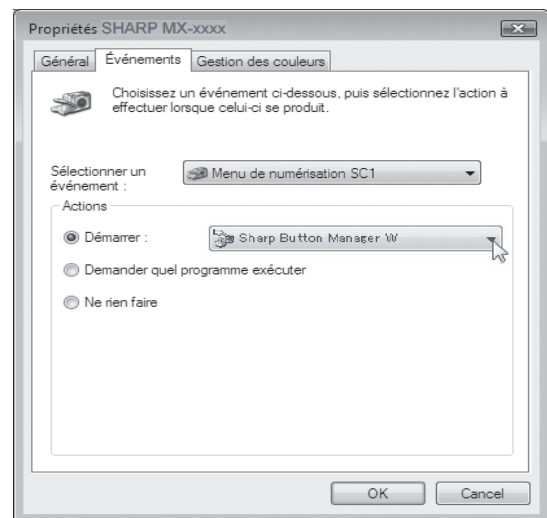 Propriétés SHARP MX-xxxx
Général
Événements
Gestion des couleurs
Choisissez un événement ci-dessous, puis sélectionnez l'action à
effectuer lorsque celui-ci se produit.
Sélectionner un
événement :
Menu de numérisation SC1
Actions
Démarrer :
Sharp Button Manager W
Demander quel programme exécuter
Ne rien faire
OK
Cancel